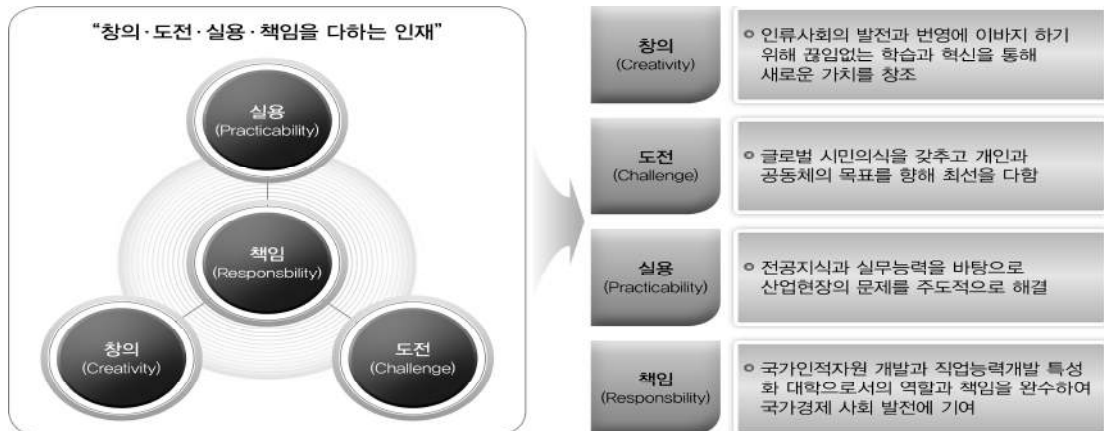 “창의·도전·실용·책임을 다하는 인재”
실용
(Practicability)
책임
(Responsbility)
창의
(Creativity)
도전
(Challenge)
창의
(Creativity)
인류사회의 발전과 번영에 이바지 하기
위해 끊임없는 학습과 혁신을 통해
새로운 가치를 창조
도전
(Challenge)
글로벌 시민의식을 갖추고 개인과
공동체의 목표를 향해 최선을 다함
실용
(Practicability)
전공지식과 실무능력을 바탕으로
산업현장의 문제를 주도적으로 해결
책임
(Responsbility)
국가인적자원 개발과 직업능력개발 특성
화 대학으로서의 역할과 책임을 완수하여
국가경제 사회 발전에 기여